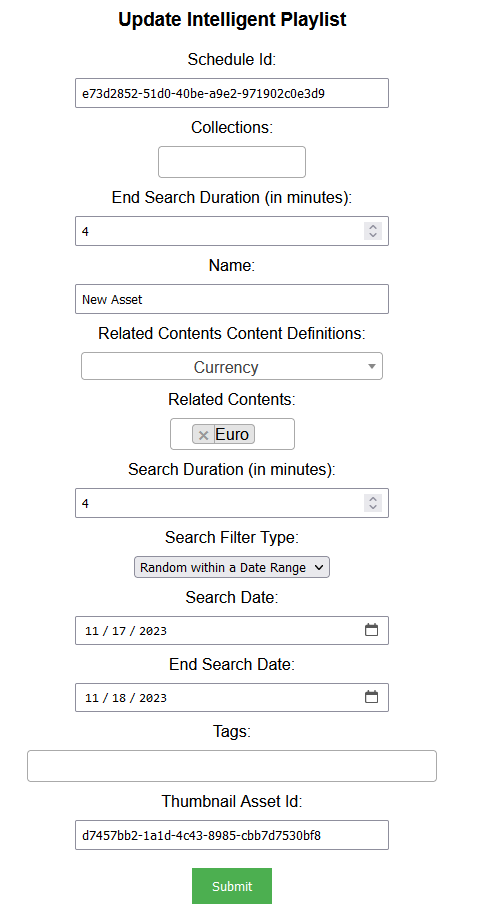 Update Intelligent Playlist
Schedule Id:
e73d2852-51d0-40be-a9e2-971902c0e3d9
Collections:
End Search Duration (in minutes):
4
Name:
New Asset
Related Contents Content Definitions:
Currency
Related Contents:
× Euro
Search Duration (in minutes):
4
Search Filter Type:
Random within a Date Range
Search Date:
11 / 17 / 2023
End Search Date:
11 / 18 / 2023
Tags:
Thumbnail Asset Id:
d7457bb2-1a1d-4c43-8985-cbb7d7530bf8
Submit